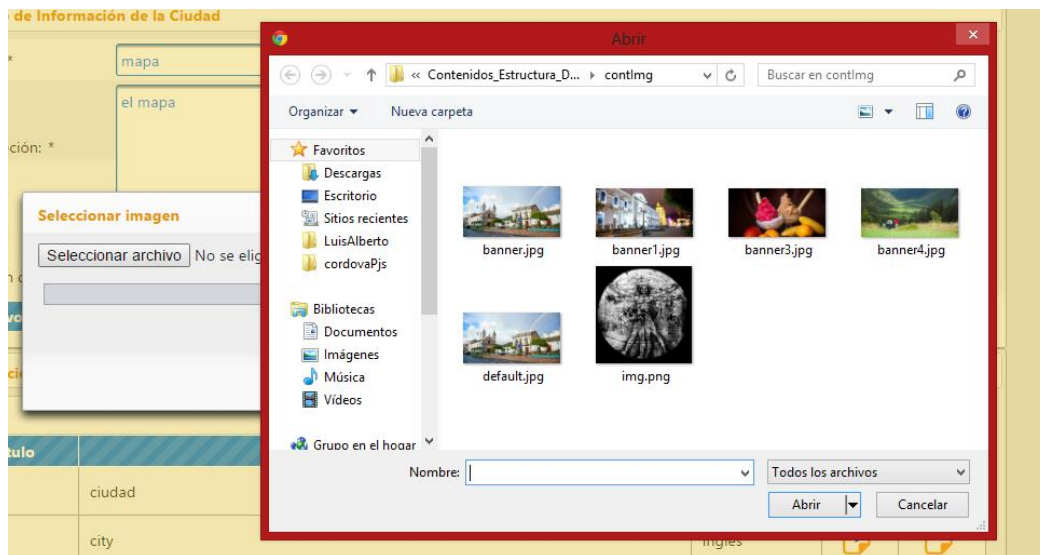 de Información de la Ciudad
Abrir
*
mapa
« Contenidos_Estructura_D... ▸ contImg
Buscar en contImg
el mapa
Organizar
Nueva carpeta
ción: *
Favoritos
Descargas
Escritorio
Sitios recientes
LuisAlberto
cordovaPjs
Seleccionar imagen
Seleccionar archivo No se elig
banner.jpg
banner1.jpg
banner3.jpg
banner4.jpg
Bibliotecas
Documentos
Imágenes
Música
Vídeos
default.jpg
img.png
Grupo en el hogar
tulo
Nombre:
Todos los archivos
Abrir
Cancelar
ciudad
city
ingles